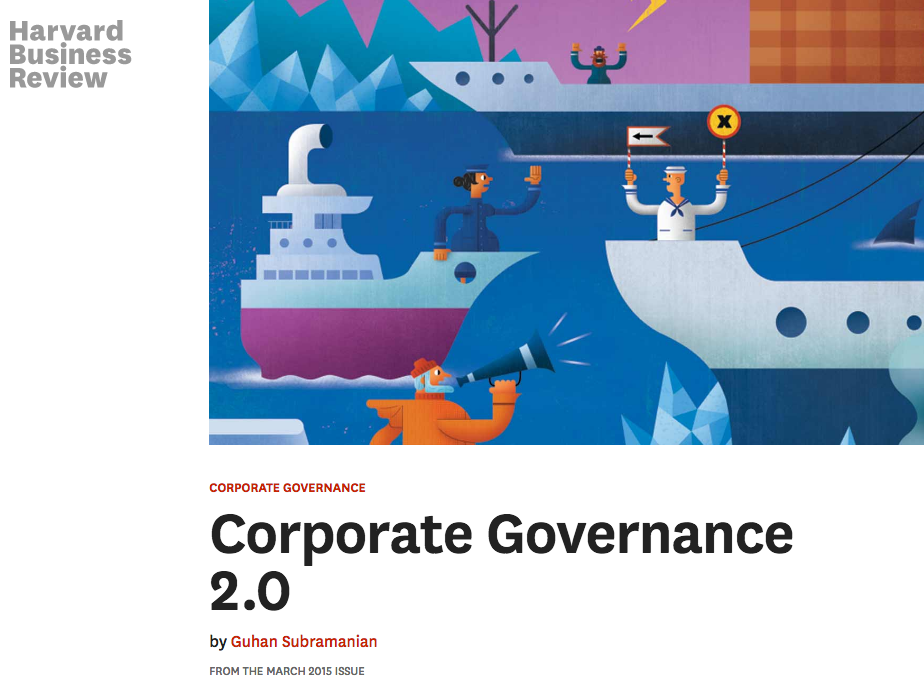 Harvard
Business
Review
X
CORPORATE GOVERNANCE
Corporate Governance
2.0
by Guhan Subramanian
FROM THE MARCH 2015 ISSUE